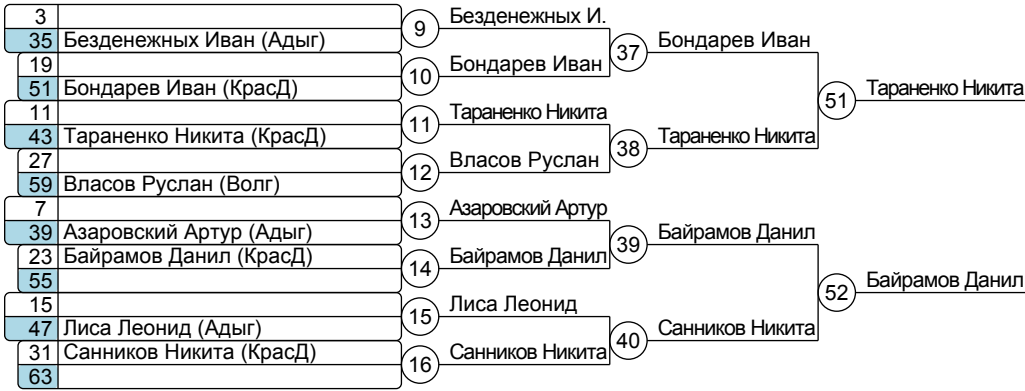 3
35 Безденежных Иван (Адыг)
19
51 Бондарев Иван (КрасД)
11
43 Тараненко Никита (КрасД)
27
59 Власов Руслан (Волг)
7
39 Азаровский Артур (Адыг)
23 Байрамов Данил (КрасД)
55
15
47 Лиса Леонид (Адыг)
31 Санников Никита (КрасД)
63
9 Безденежных И.
10 Бондарев Иван
11 Тараненко Никита
12 Власов Руслан
13 Азаровский Артур
14 Байрамов Данил
15 Лиса Леонид
16 Санников Никита
37 Бондарев Иван
38 Тараненко Никита
39 Байрамов Данил
40 Санников Никита
51 Тараненко Никита
52 Байрамов Данил